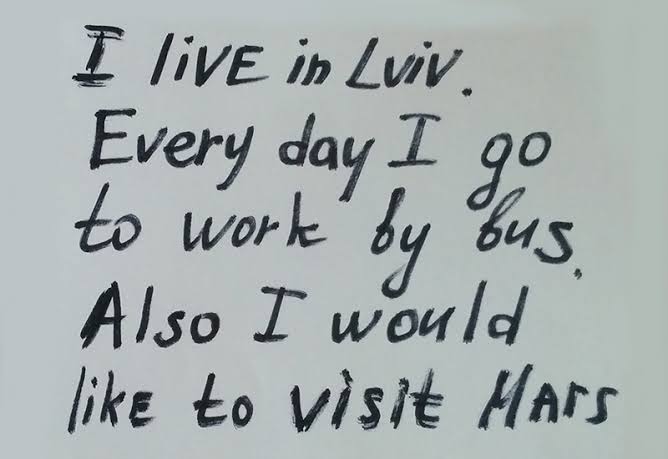 I liVE in Lviv.
Every day I go
to work by bus.
Also I would
likE to visit MArs